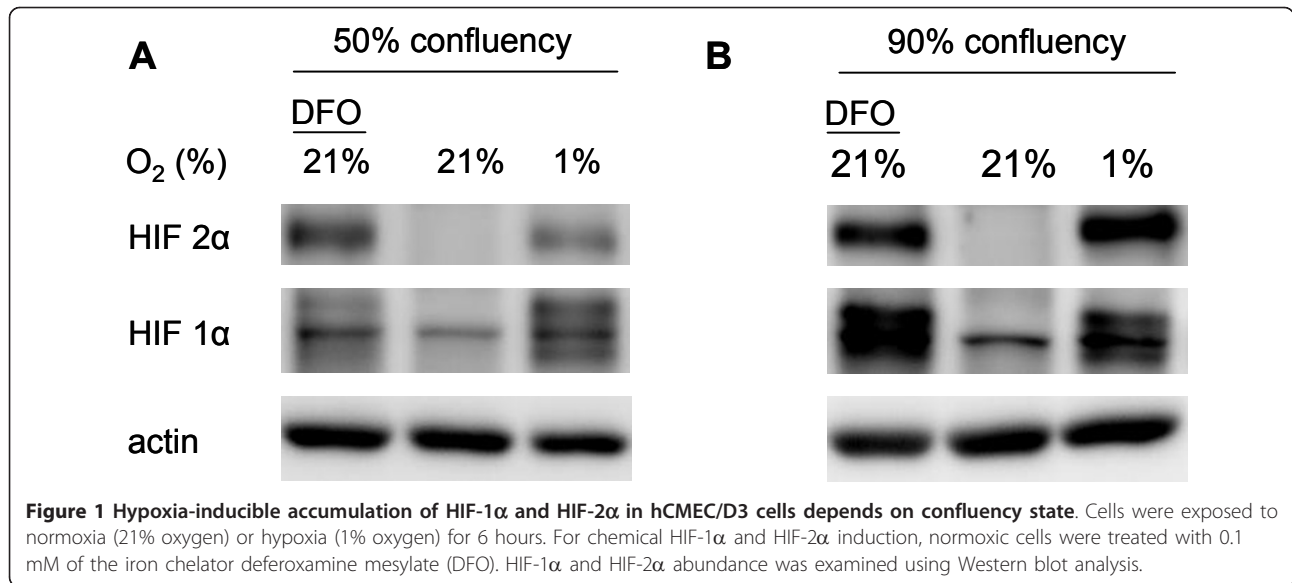 A
50% confluency
B
90% confluency
DFO
DFO
O₂ (%)
21%
21%
1%
21%
21%
1%
HIF 2α
HIF 1α
actin
Figure 1 Hypoxia-inducible accumulation of HIF-1α and HIF-2α in hCMEC/D3 cells depends on confluency state. Cells were exposed to
normoxia (21% oxygen) or hypoxia (1% oxygen) for 6 hours. For chemical HIF-1α and HIF-2α induction, normoxic cells were treated with 0.1
mM of the iron chelator deferoxamine mesylate (DFO). HIF-1α and HIF-2α abundance was examined using Western blot analysis.